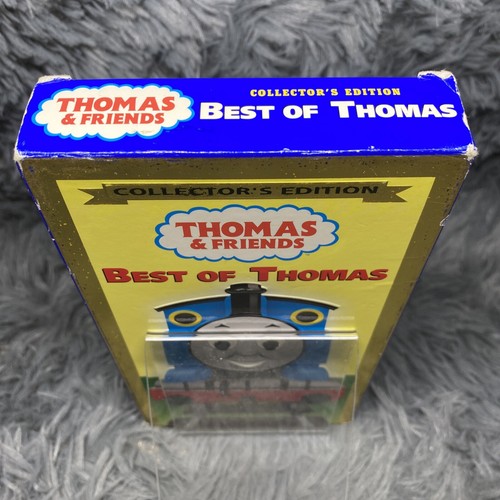 THOMAS
& FRIENDS
COLLECTOR'S EDITION
BEST OF THOMAS
COLLECTOR'S EDITION
THOMAS
& FRIENDS
BEST OF THOMAS